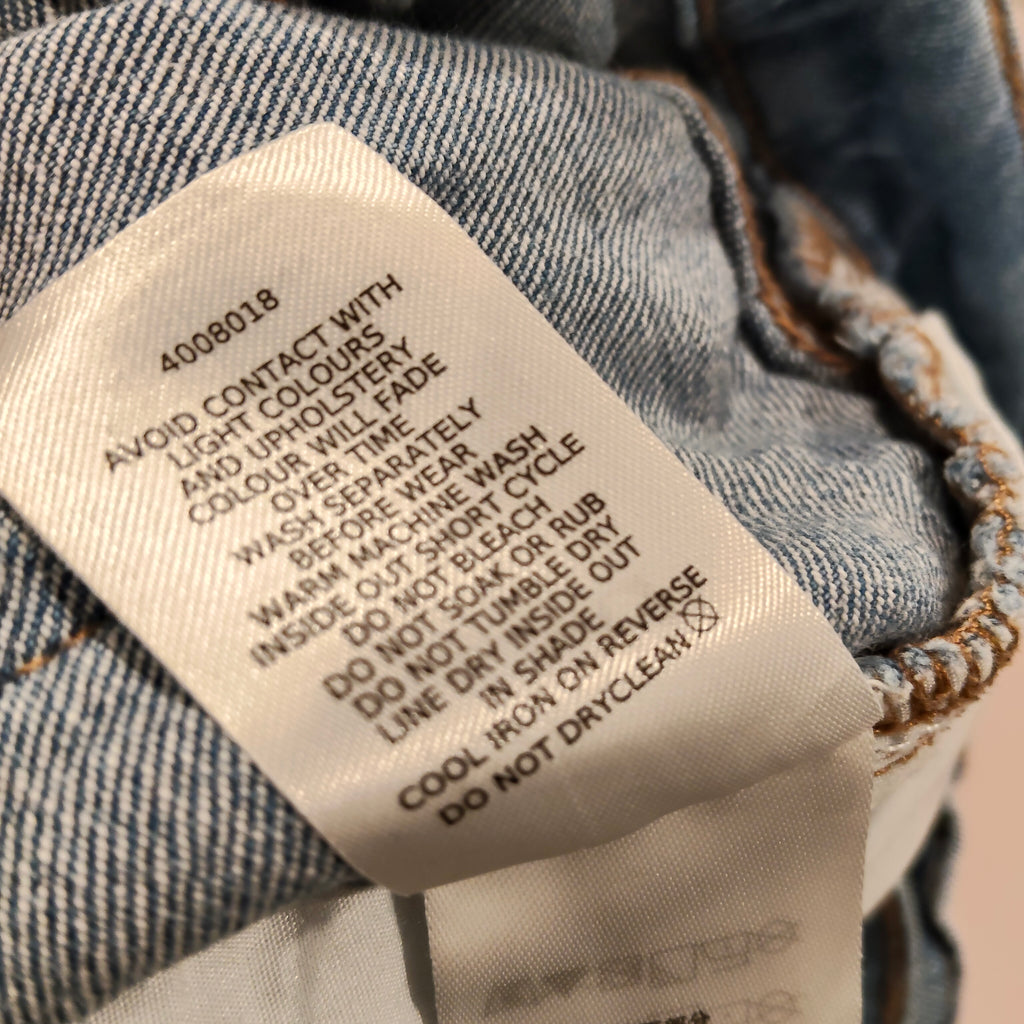 4008018
AVOID CONTACT WITH
LIGHT COLOURS
AND UPHOLSTERY
COLOUR WILL FADE
OVER TIME
WASH SEPARATELY
BEFORE WEAR
WARM MACHINE WASH
INSIDE OUT SHORT CYCLE
DO NOT BLEACH
DO NOT SOAK OR RUB
DO NOT TUMBLE DRY
LINE DRY INSIDE OUT
IN SHADE
COOL IRON ON REVERSE
DO NOT DRYCLEAN